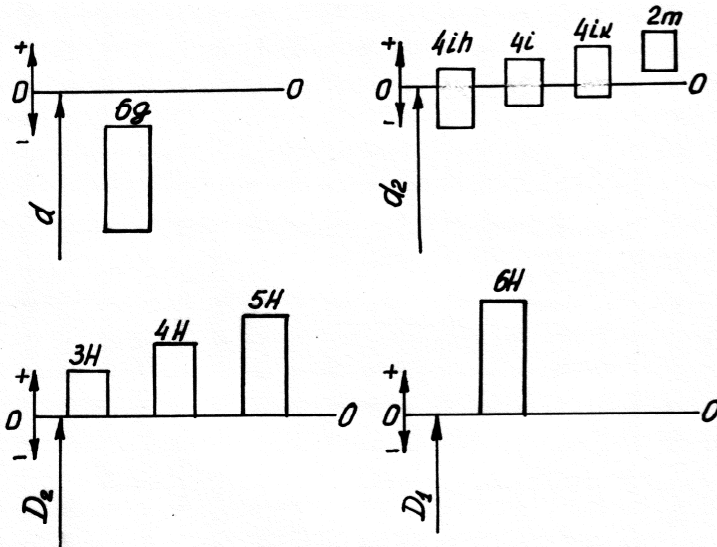 + 0 - 6g 0 d
+ 0 - 4ih 4i 4iк 2m 0 d2
+ 0 - 3H 4H 5H 0 D2
+ 0 - 6H 0 D1